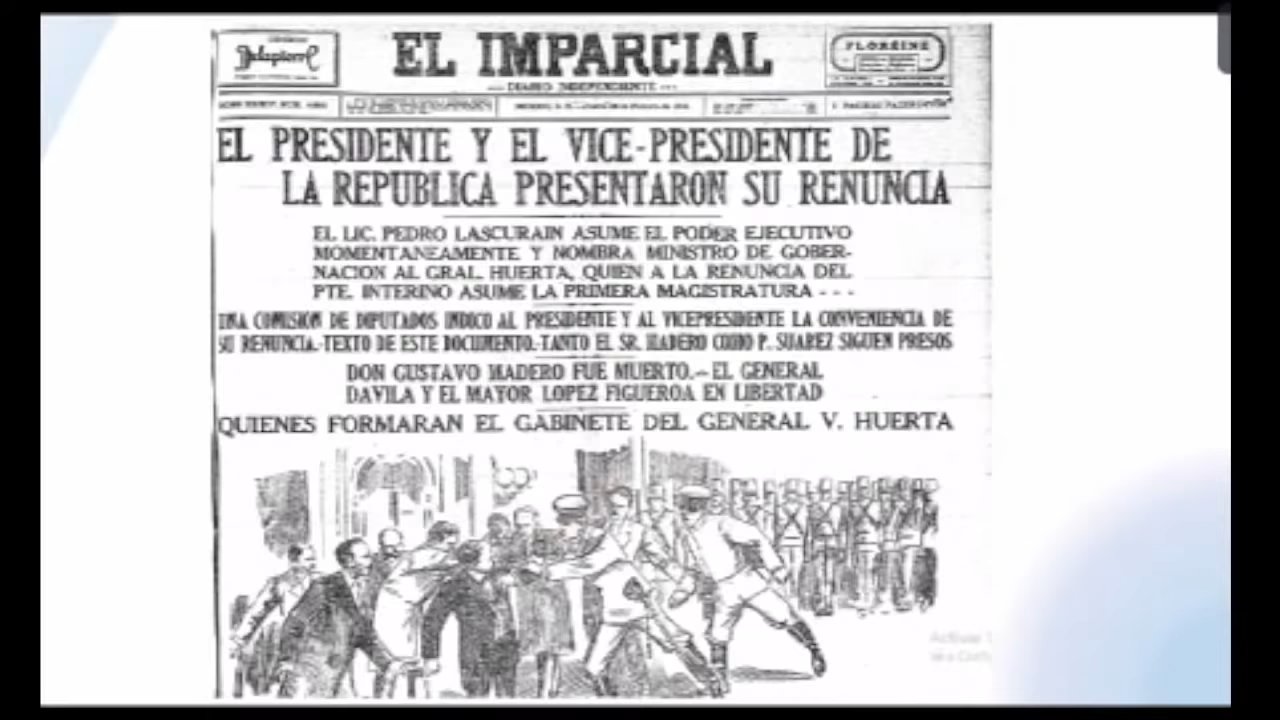 Delapierre
EL IMPARCIAL
FLOREINE
DIARIO INDEPENDIENTE
EL PRESIDENTE Y EL VICE-PRESIDENTE DE
LA REPUBLICA PRESENTARON SU RENUNCIA
EL LIC. PEDRO LASCURAIN ASUME EL PODER EJECUTIVO
MOMENTANEAMENTE Y NOMBRA MINISTRO DE GOBER-
NACION AL GRAL. HUERTA, QUIEN A LA RENUNCIA DEL
PTE. INTERINO ASUME LA PRIMERA MAGISTRATURA - - -
UNA COMISION DE DIPUTADOS INDICO AL PRESIDENTE Y AL VICEPRESIDENTE LA CONVENIENCIA DE
SU RENUNCIA.-TEXTO DE ESTE DOCUMENTO.-TANTO EL SR. MADERO COMO P. SUAREZ SIGUEN PRESOS
DON GUSTAVO MADERO FUE MUERTO.-EL GENERAL
DAVILA Y EL MAYOR LOPEZ FIGUEROA EN LIBERTAD
QUIENES FORMARAN EL GABINETE DEL GENERAL V. HUERTA
Activar